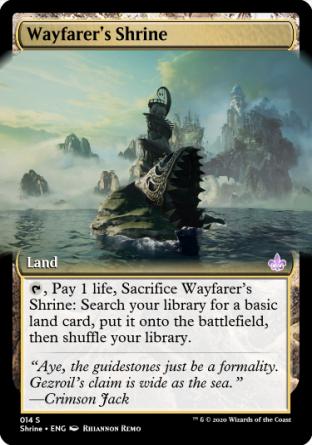 Wayfarer's Shrine
Land
, Pay 1 life, Sacrifice Wayfarer's
Shrine: Search your library for a basic
land card, put it onto the battlefield,
then shuffle your library.
"Aye, the guidestones just be a formality.
Gezroil's claim is wide as the sea."
—Crimson Jack
014 S
Shrine • ENG Rhiannon Remo
™ & © 2020 Wizards of the Coast